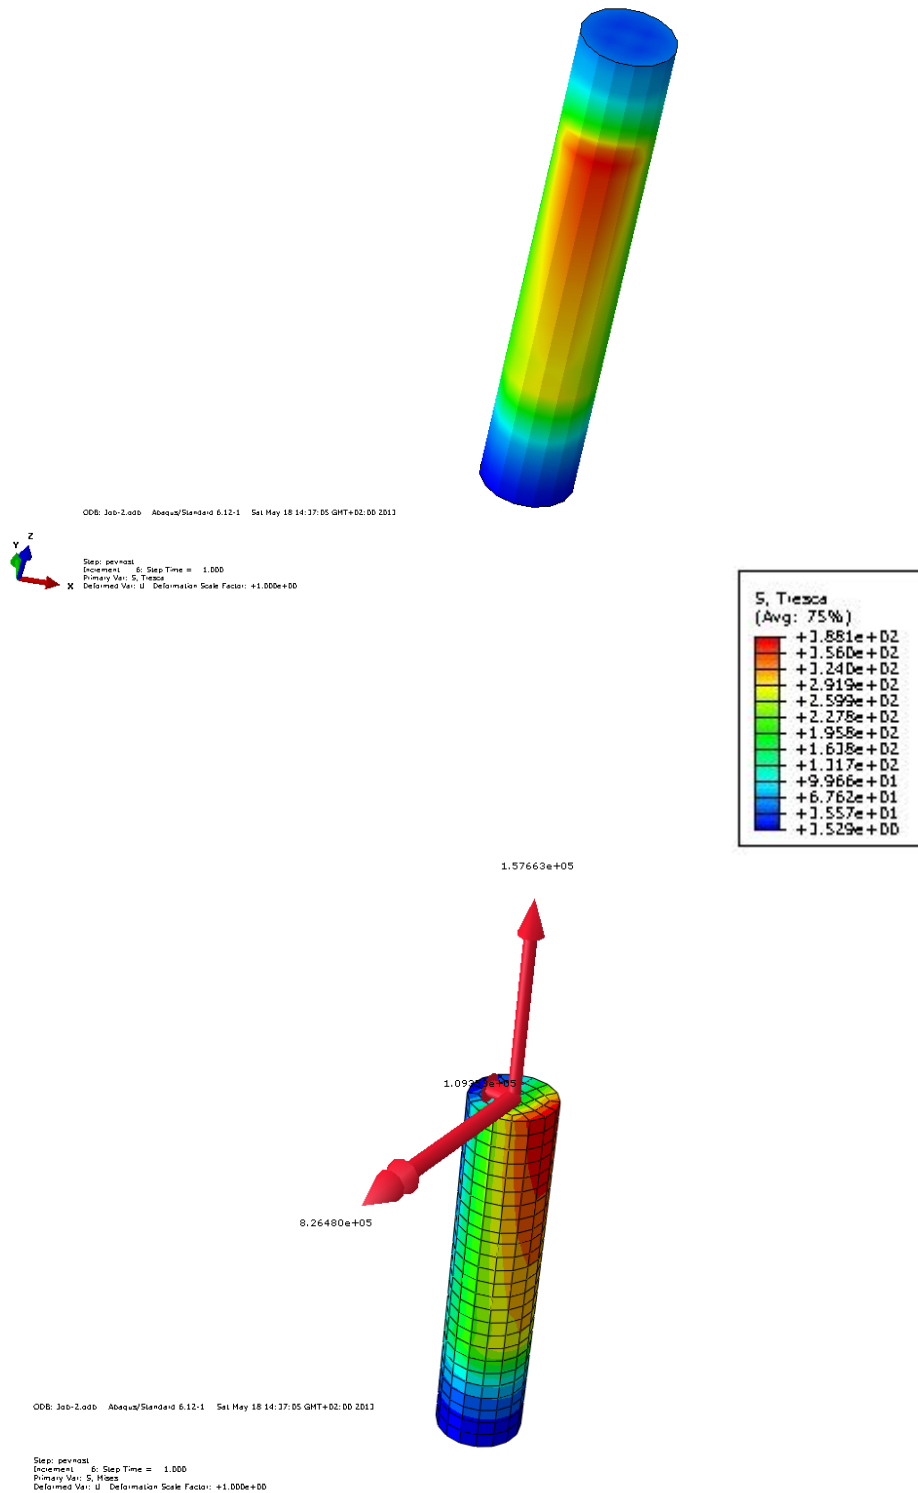 ODB: Job-2.odb Abaqus/Standard 6.12-1 Sat May 18 14:37:05 GMT+02:00 2013
Y Z
X
Step: pevnost
Increment 6: Step Time = 1.000
Primary Var: S, Tresca
Deformed Var: U Deformation Scale Factor: +1.000e+00
S, Tresca
(Avg: 75%)
+3.881e+02
+3.560e+02
+3.240e+02
+2.919e+02
+2.599e+02
+2.278e+02
+1.958e+02
+1.638e+02
+1.317e+02
+9.966e+01
+6.762e+01
+3.557e+01
+3.529e+00
1.57663e+05
8.26480e+05
ODB: Job-2.odb Abaqus/Standard 6.12-1 Sat May 18 14:37:05 GMT+02:00 2013
Step: pevnost
Increment 6: Step Time = 1.000
Primary Var: S, Mises
Deformed Var: U Deformation Scale Factor: +1.000e+00